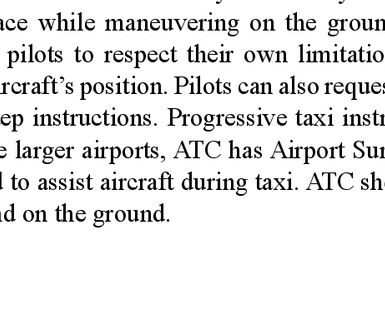 ace while maneuvering on the groun
pilots to respect their own limitatio
rcraft's position. Pilots can also reques
ep instructions. Progressive taxi instr
e larger airports, ATC has Airport Sur
d to assist aircraft during taxi. ATC sho
nd on the ground.